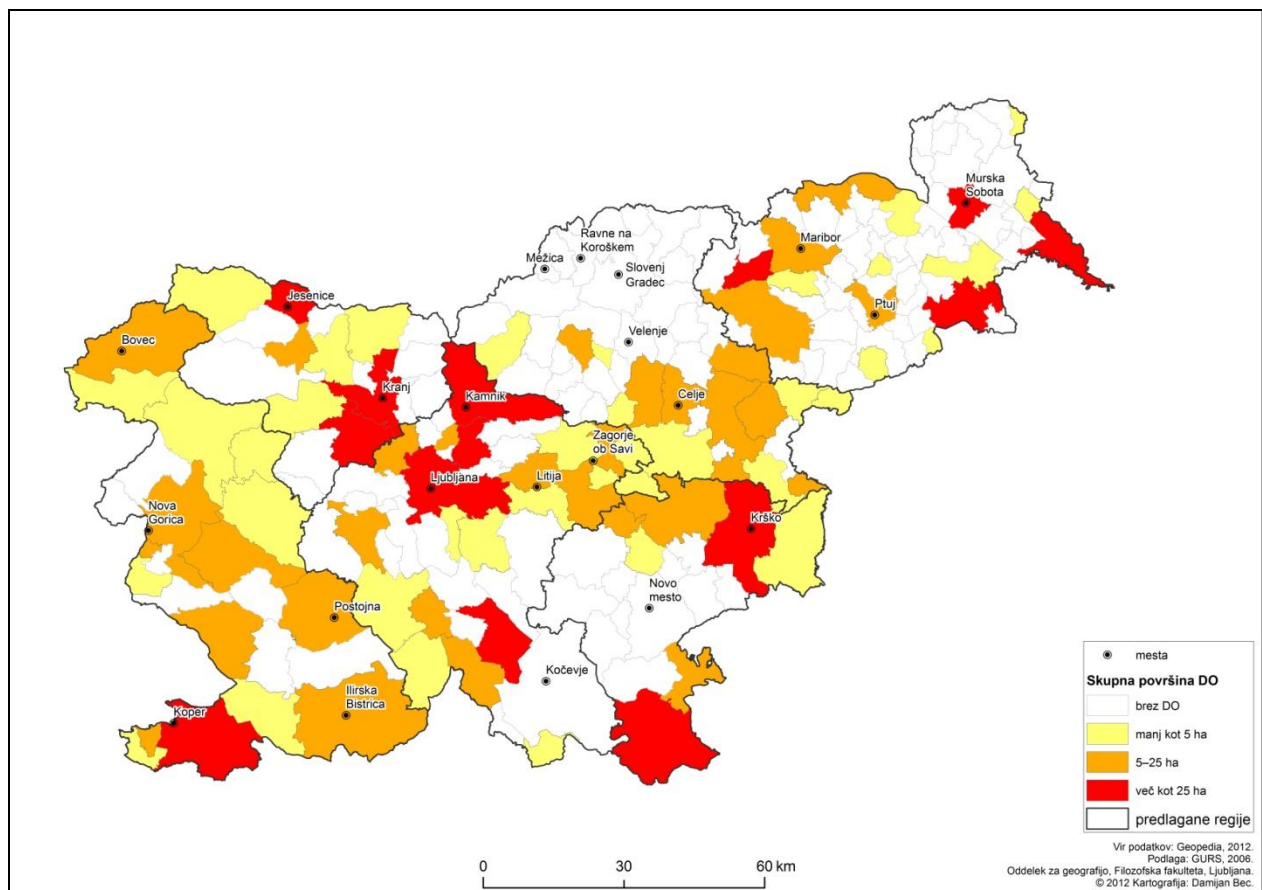 Murska
Sobota
Ravne na
Koroškem
Mežica
Maribor
Slovenj
Gradec
Jesenice
Ptuj
Bovec
Velenje
Kranj
Kamnik
Celje
Zagorje
ob Savi
Ljubljana
Litija
Nova
Gorica
Krško
Novo
mesto
Postojna
Kočevje
Ilirska
Bistrica
Koper
mesta
Skupna površina DO
brez DO
manj kot 5 ha
5–25 ha
več kot 25 ha
predlagane regije
Vir podatkov: Geopedia, 2012.
Podlaga: GURS, 2006.
Oddelek za geografijo, Filozofska fakulteta, Ljubljana.
© 2012 Kartografija: Damijan Bec.
0 30 60 km